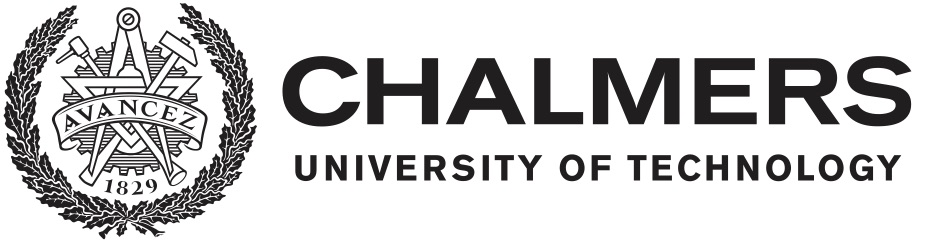 AVANCEZ
1829
CHALMERS
UNIVERSITY OF TECHNOLOGY